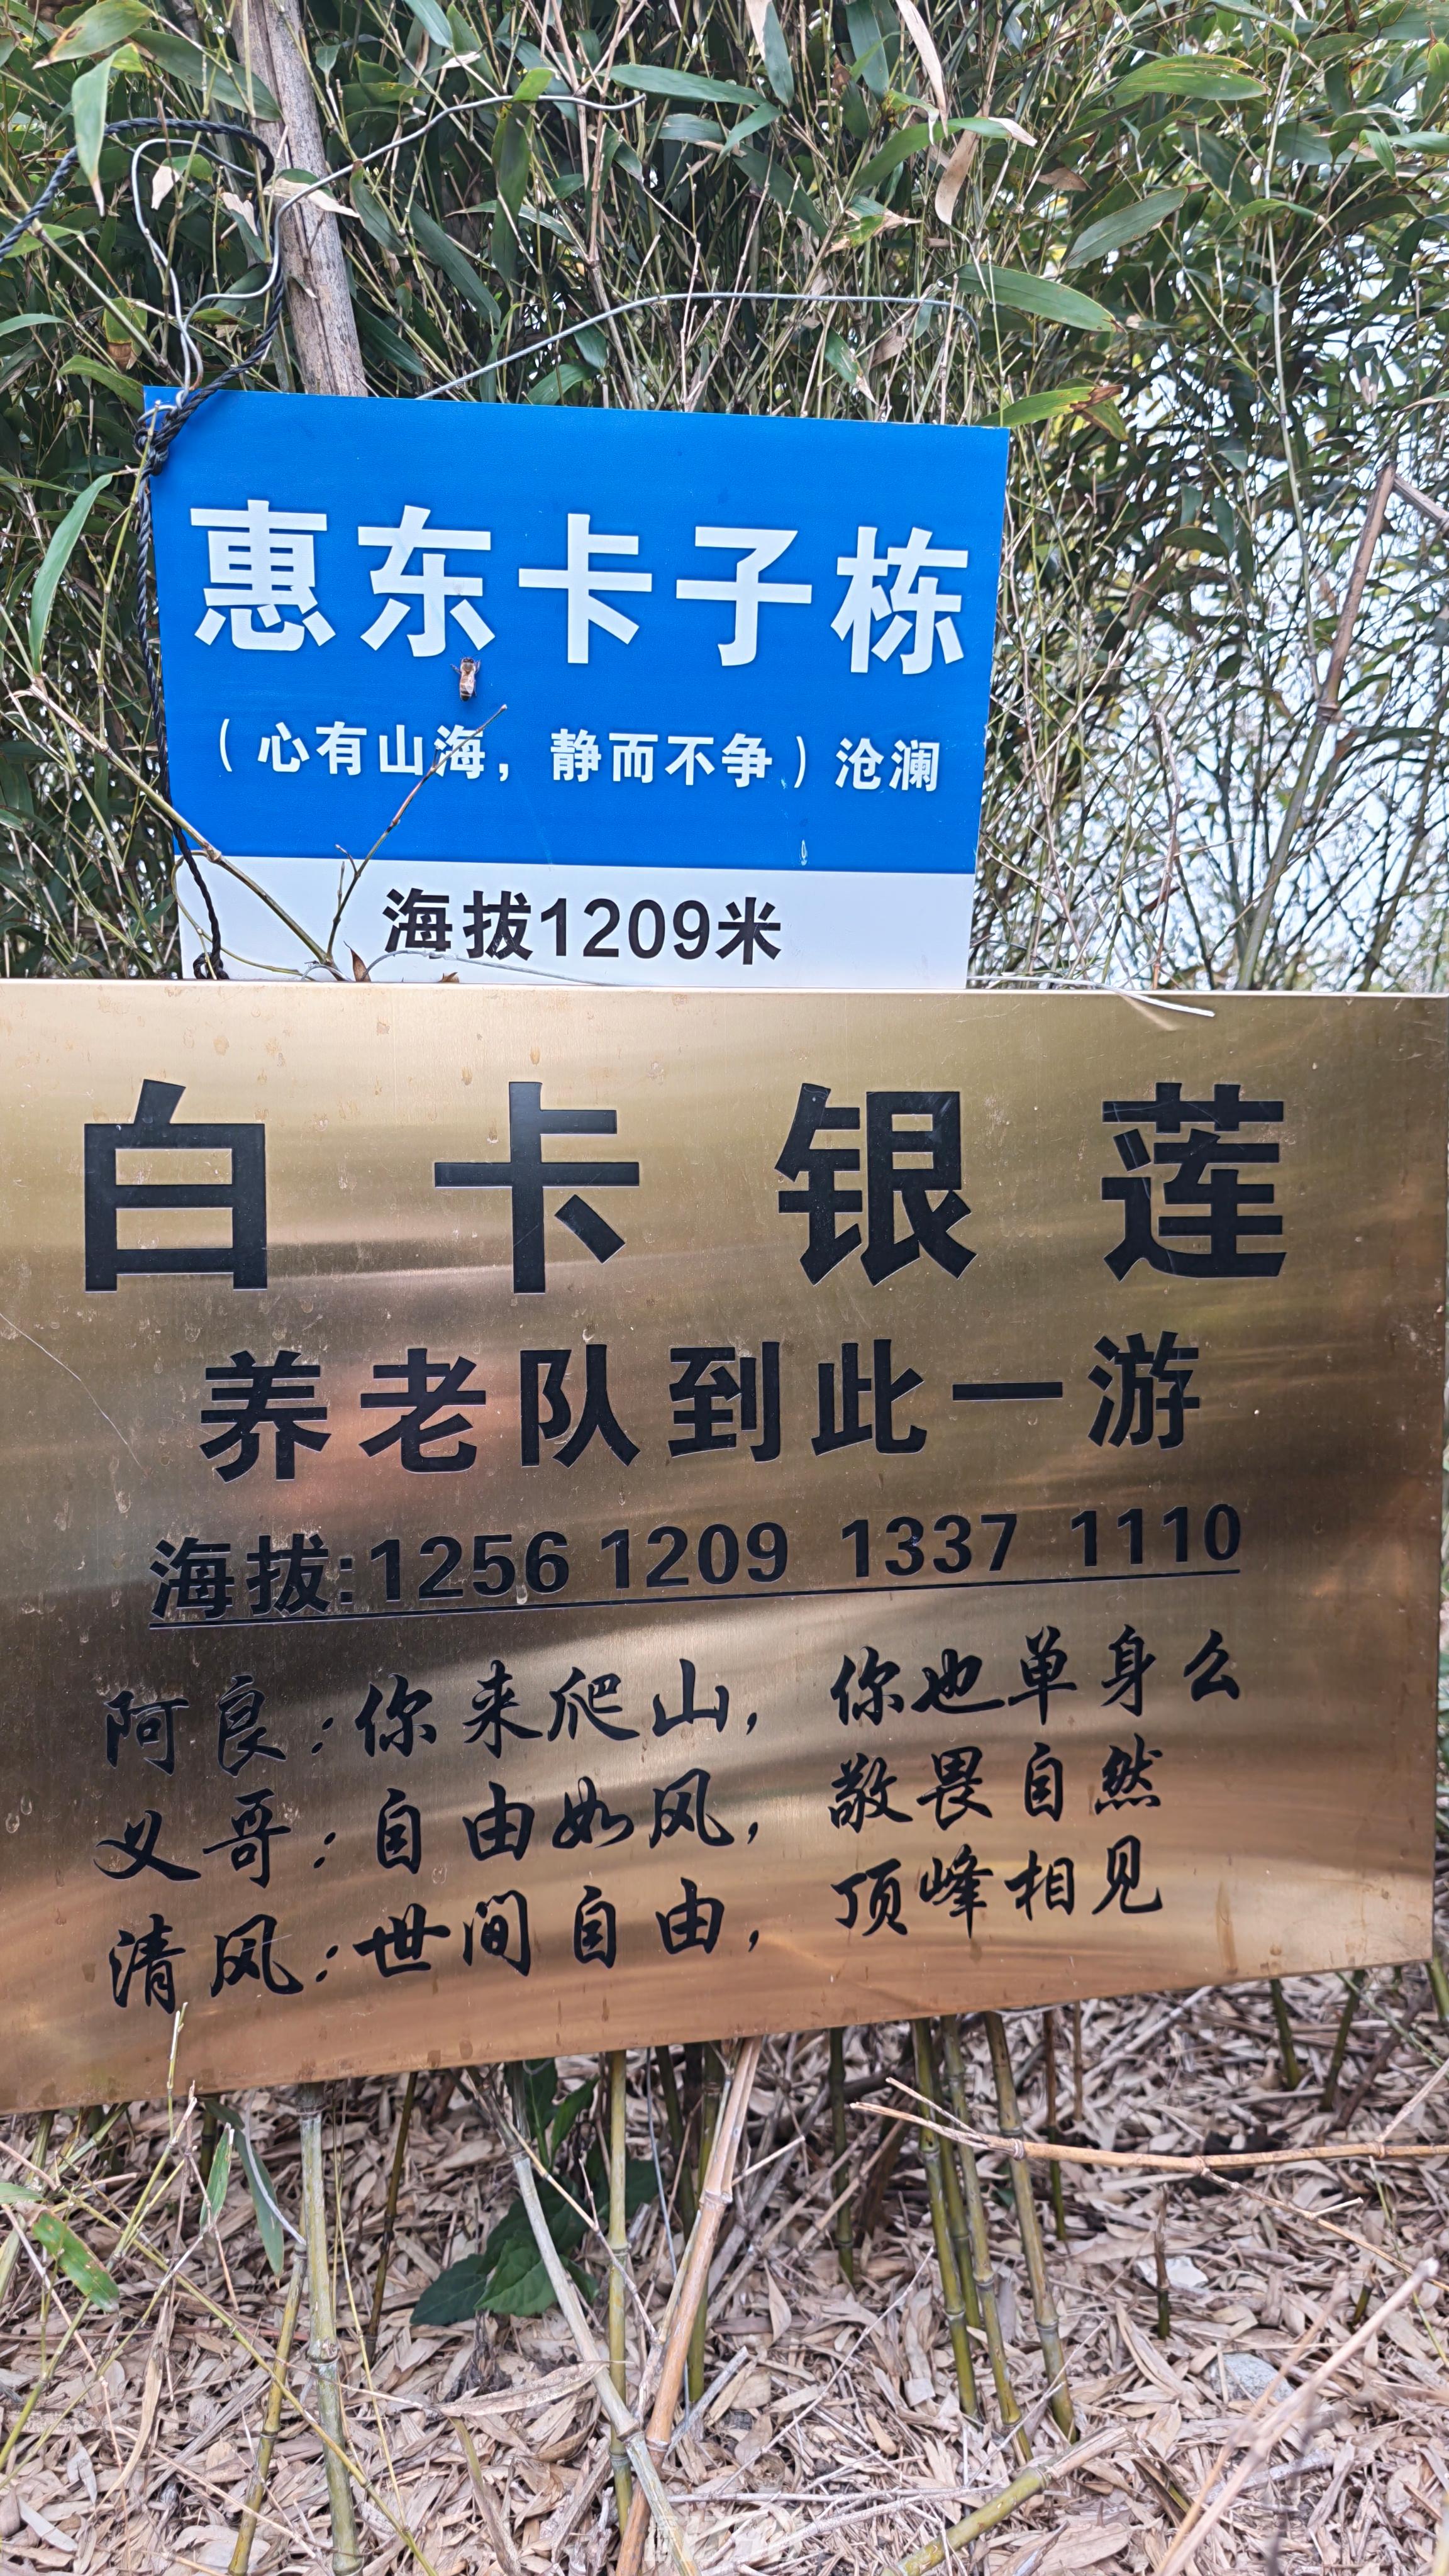 惠东卡子栋
（心有山海，静而不争）沧澜
海拔1209米
白卡银莲
养老队到此一游
海拔:1256 1209 1337 1110
阿良:你来爬山，你也单身么
义哥:自由如风，敬畏自然
清风:世间自由，顶峰相见